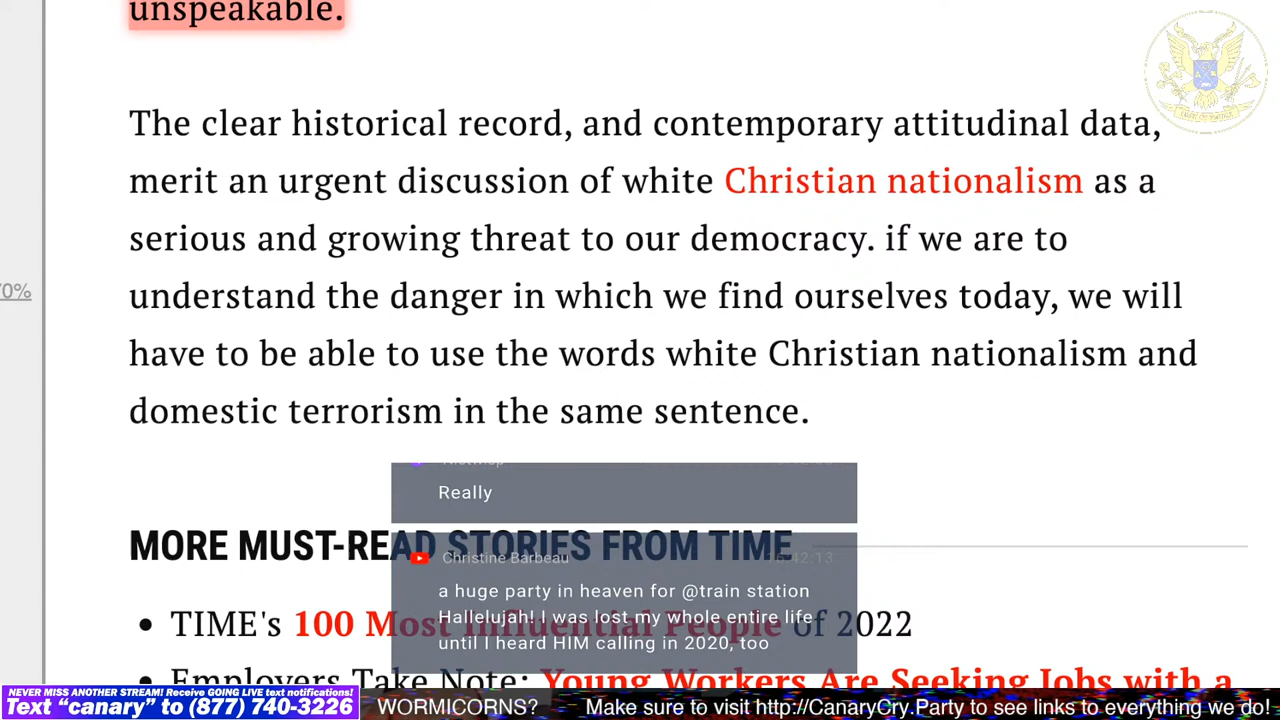 unspeakable.
The clear historical record, and contemporary attitudinal data,
merit an urgent discussion of white Christian nationalism as a
serious and growing threat to our democracy. if we are to
70%
understand the danger in which we find ourselves today, we will
have to be able to use the words white Christian nationalism and
domestic terrorism in the same sentence.
Really
MORE MUST-READ STORIES FROM TIME
Christine Barbeau 16:42:13
a huge party in heaven for @train station
Hallelujah! I was lost my whole entire life
until I heard HIM calling in 2020, too
TIME's 100 Most Influential People of 2022
Employers Take Note: Young Workers Are Seeking Jobs with a
NEVER MISS ANOTHER STREAM! Receive GOING LIVE text notifications!
Text "canary" to (877) 740-3226
WORMICORNS? Make sure to visit http://CanaryCry.Party to see links to everything we do!